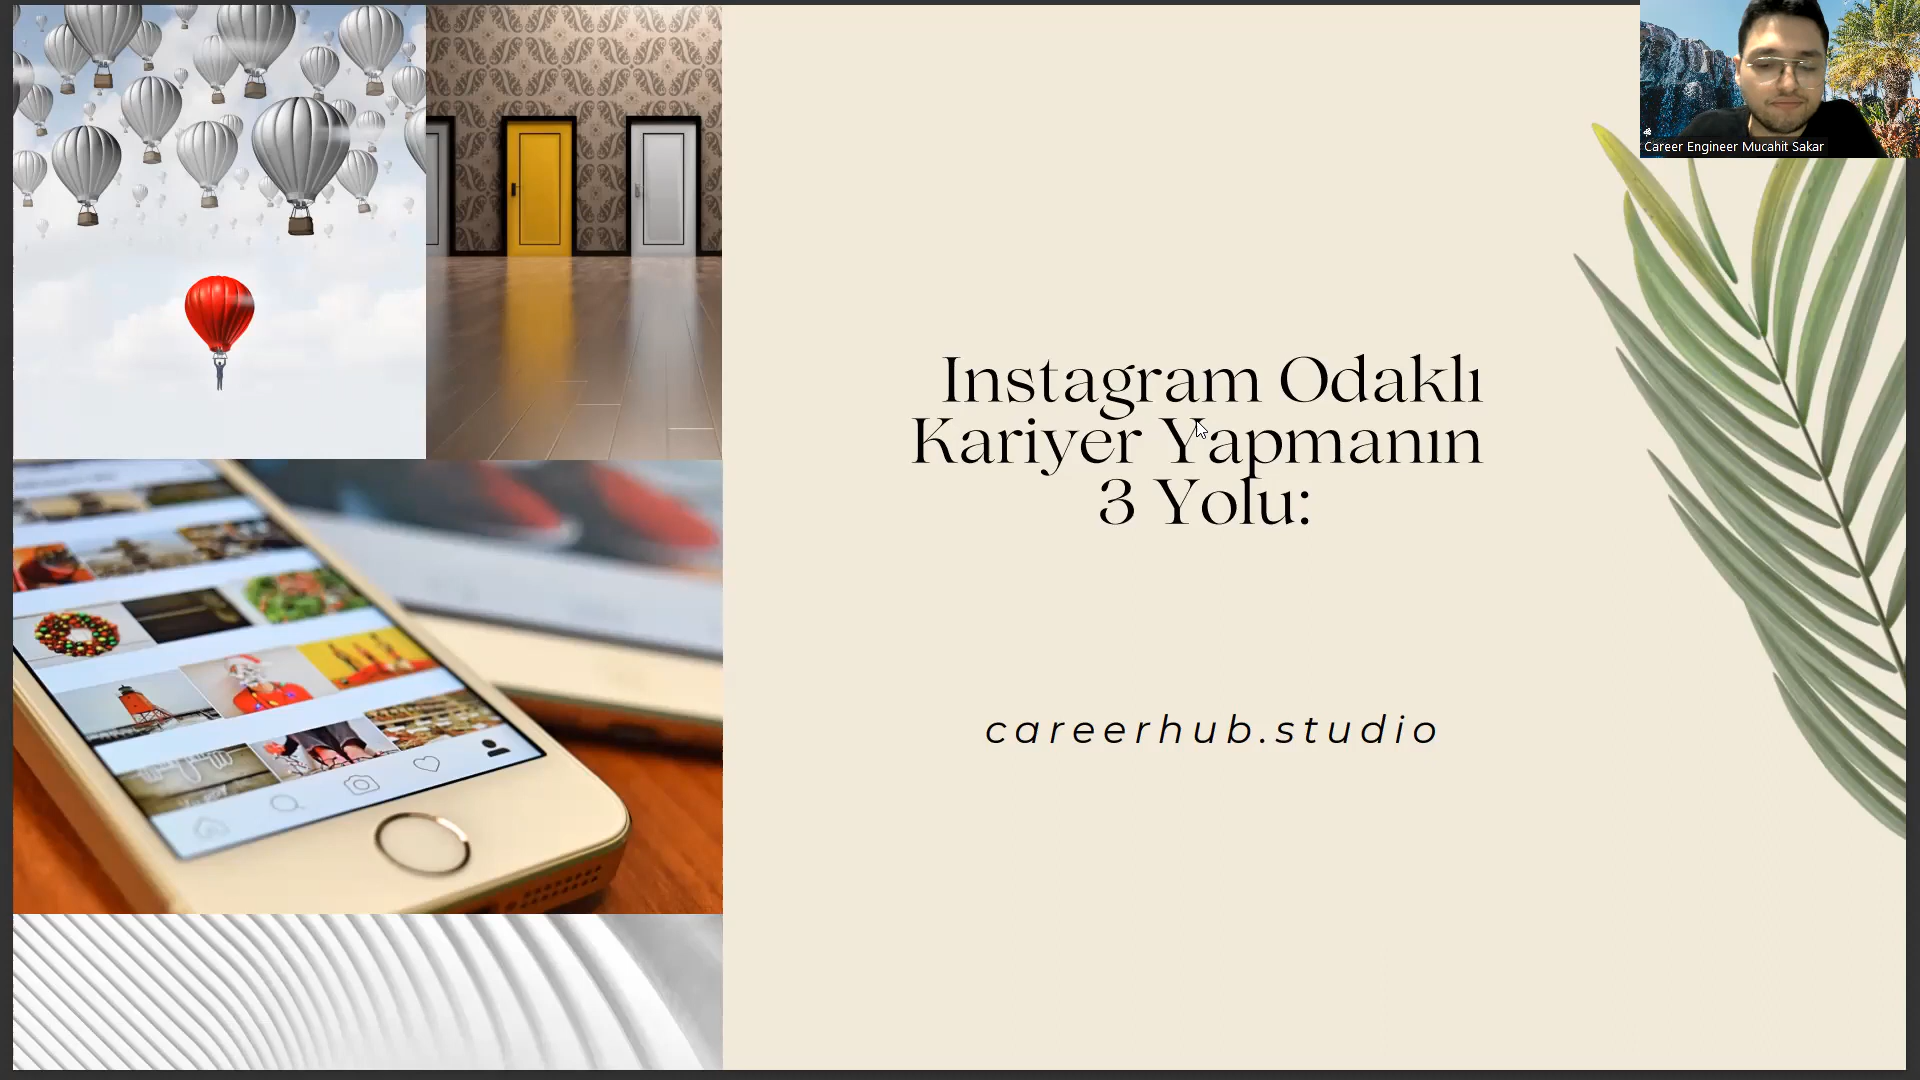 Career Engineer Mucahit Sakar
Instagram Odaklı
Kariyer Yapmanın
3 Yolu:
careerhub.studio